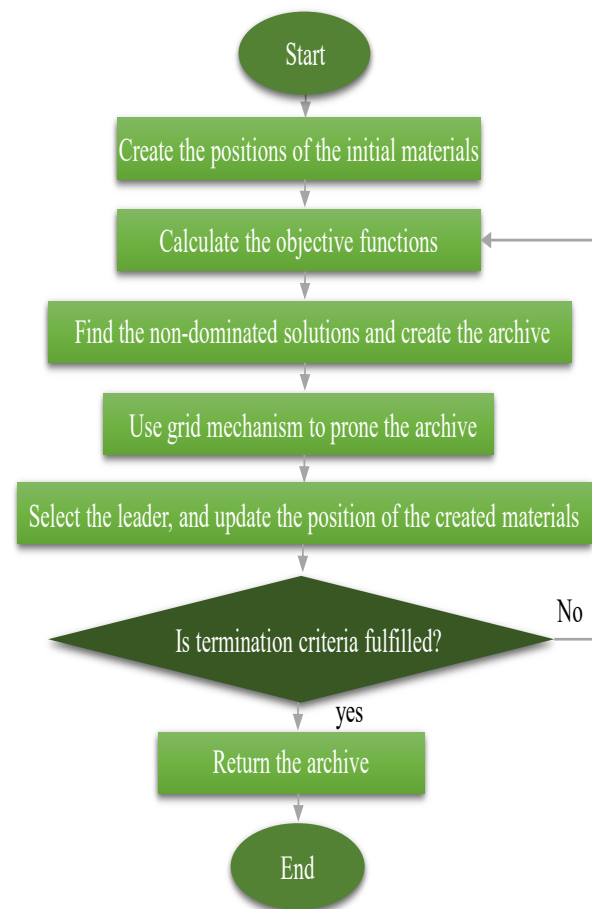 Start
Create the positions of the initial materials
Calculate the objective functions
Find the non-dominated solutions and create the archive
Use grid mechanism to prone the archive
Select the leader, and update the position of the created materials
Is termination criteria fulfilled?
No
yes
Return the archive
End